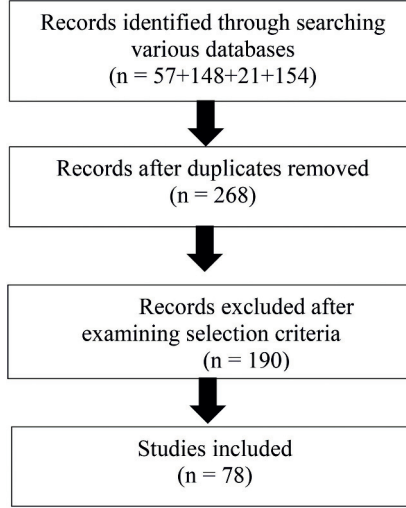 Records identified through searching
various databases
(n = 57+148+21+154)
Records after duplicates removed
(n = 268)
Records excluded after
examining selection criteria
(n = 190)
Studies included
(n = 78)